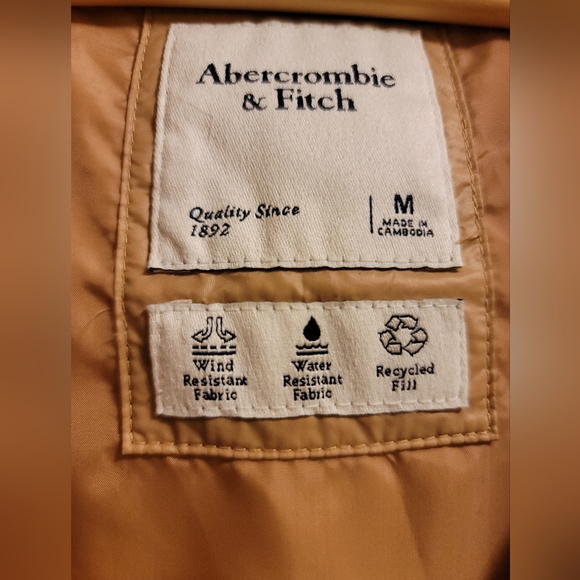 Abercrombie
& Fitch
Quality Since
1892
M
MADE IN
CAMBODIA
Wind
Resistant
Fabric
Water
Resistant
Fabric
Recycled
Fill